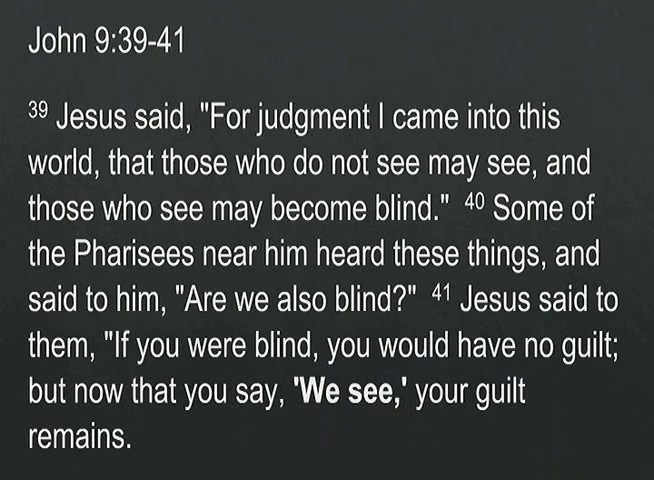 John 9:39-41
39 Jesus said, "For judgment I came into this
world, that those who do not see may see, and
those who see may become blind." 40 Some of
the Pharisees near him heard these things, and
said to him, "Are we also blind?" 41 Jesus said to
them, "If you were blind, you would have no guilt;
but now that you say, 'We see,' your guilt
remains.